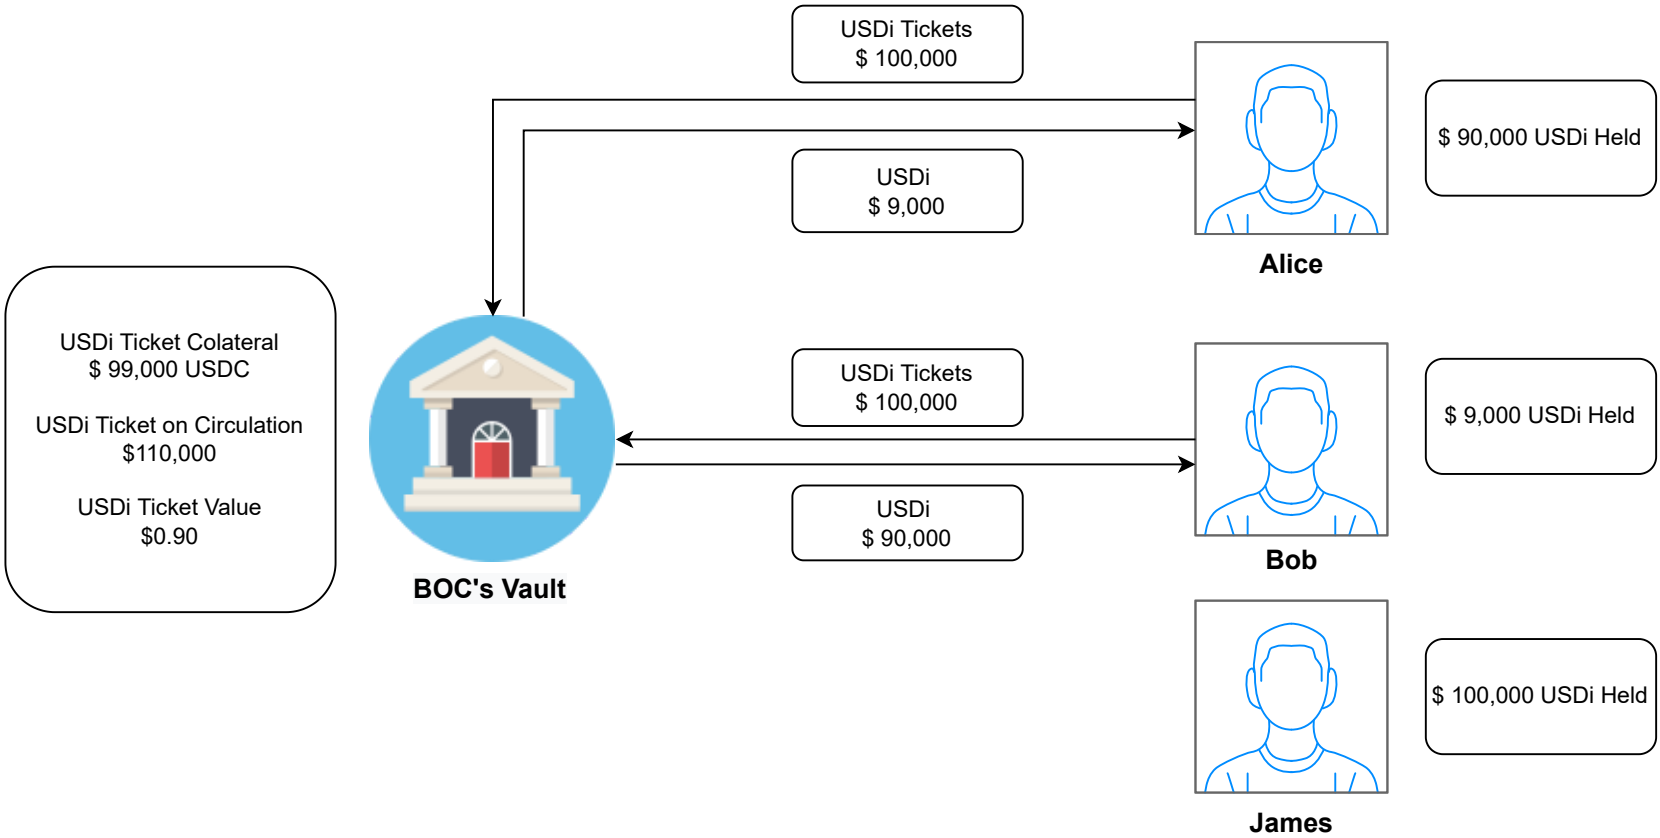 USDi Tickets
$ 100,000
$ 90,000 USDi Held
USDi
$ 9,000
Alice
USDi Ticket Colateral
$ 99,000 USDC
USDi Ticket on Circulation
$110,000
USDi Ticket Value
$0.90
BOC's Vault
USDi Tickets
$ 100,000
$ 9,000 USDi Held
USDi
$ 90,000
Bob
$ 100,000 USDi Held
James